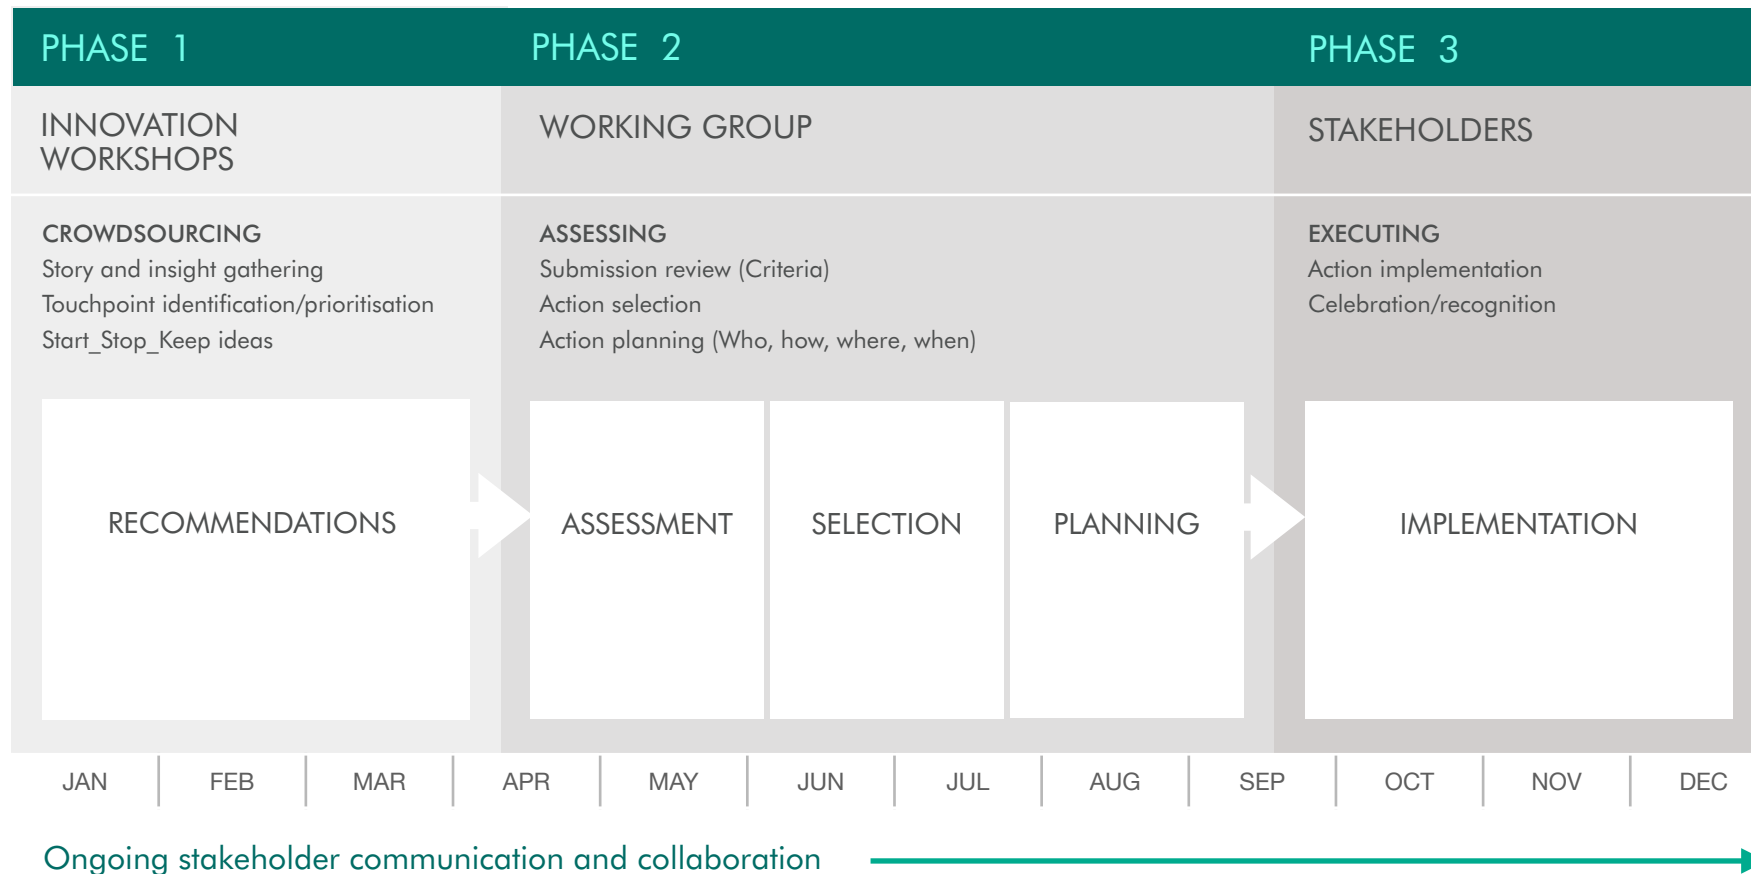 PHASE 1
PHASE 2
PHASE 3
INNOVATION
WORKSHOPS
WORKING GROUP
STAKEHOLDERS
CROWDSOURCING
Story and insight gathering
Touchpoint identification/prioritisation
Start_Stop_Keep ideas
ASSESSING
Submission review (Criteria)
Action selection
Action planning (Who, how, where, when)
EXECUTING
Action implementation
Celebration/recognition
RECOMMENDATIONS
ASSESSMENT
SELECTION
PLANNING
IMPLEMENTATION
JAN
FEB
MAR
APR
MAY
JUN
JUL
AUG
SEP
OCT
NOV
DEC
Ongoing stakeholder communication and collaboration